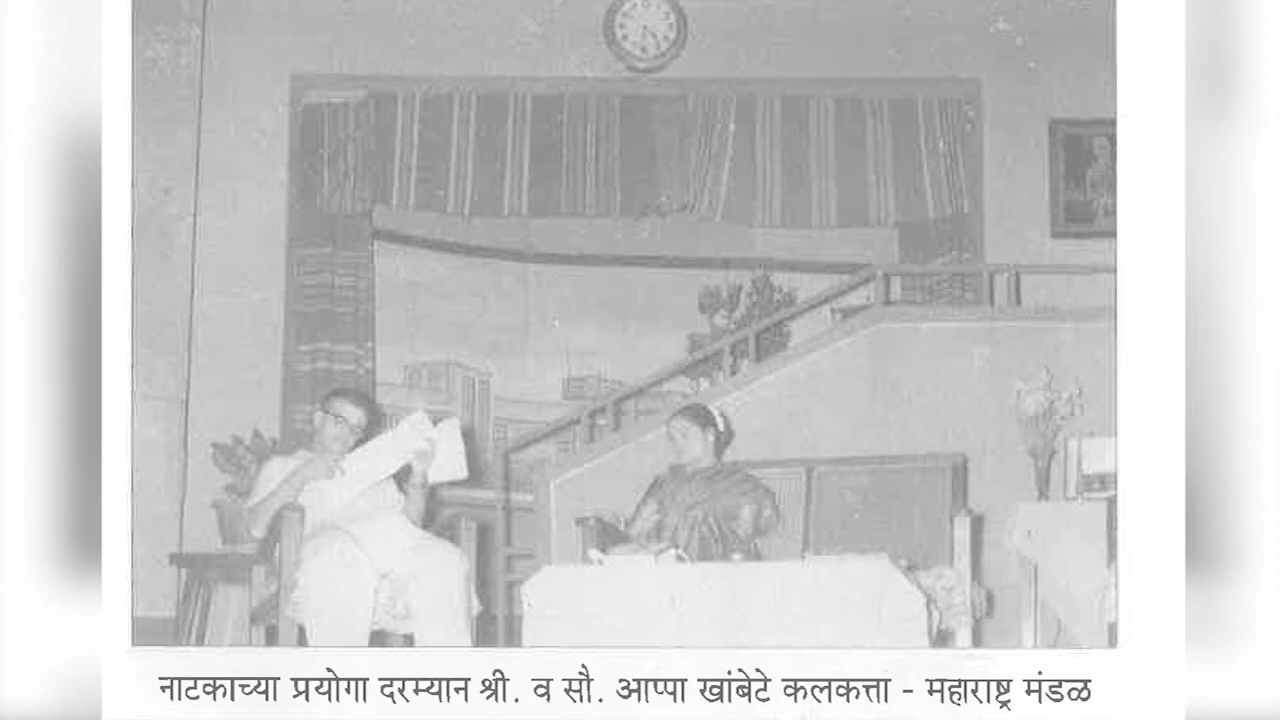 नाटकाच्या प्रयोगा दरम्यान श्री. व सौ. आप्पा खांबेटे कलकत्ता - महाराष्ट्र मंडळ